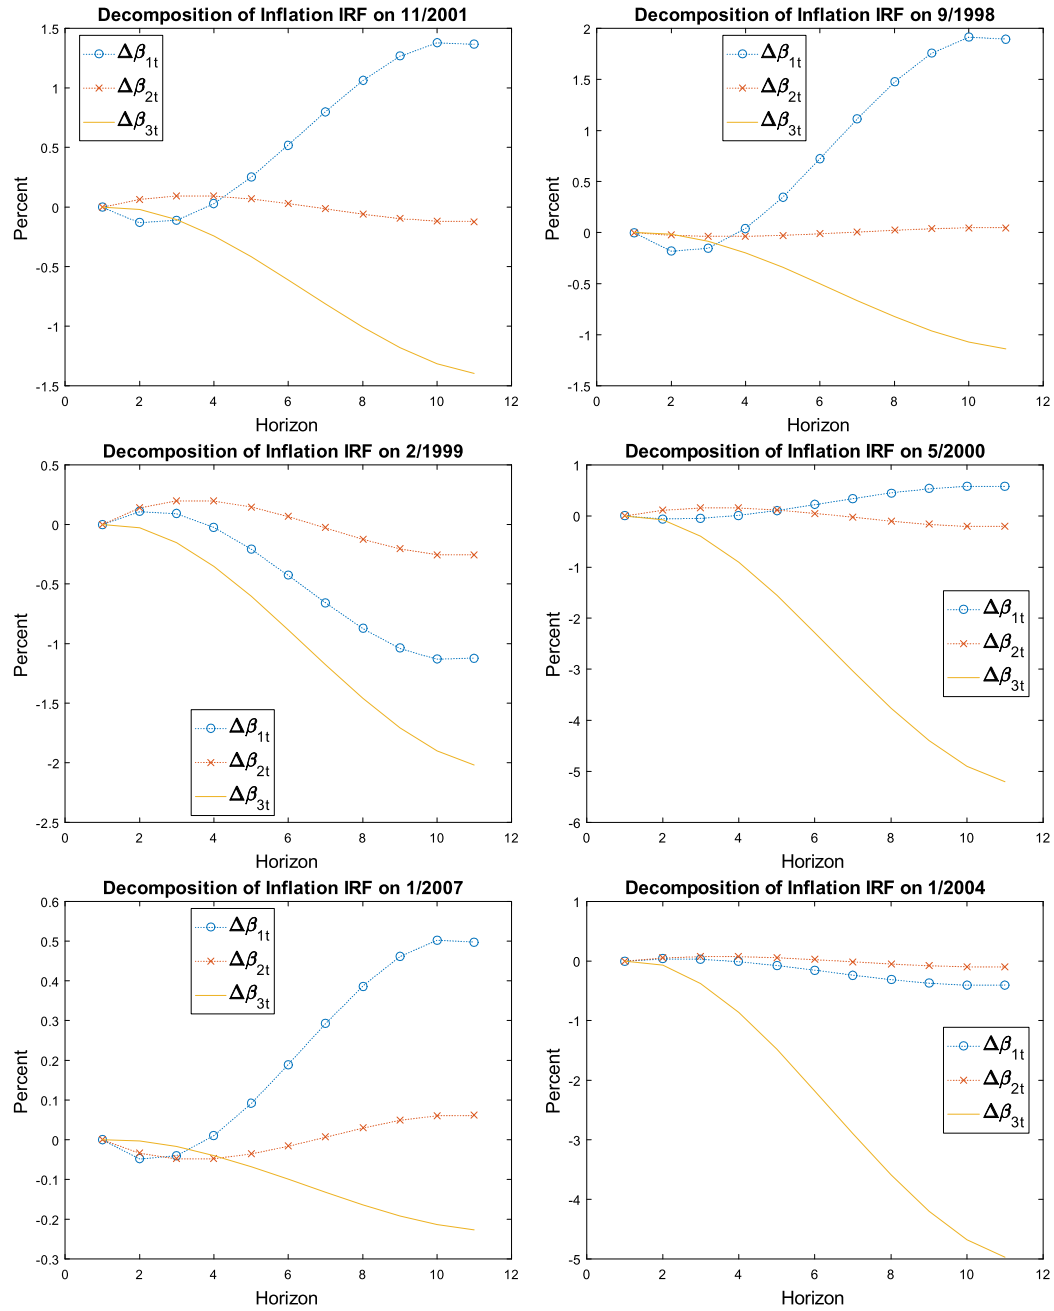 Decomposition of Inflation IRF on 11/2001
1.5
1
0.5
0
-0.5
-1
-1.5
Percent
Δβ1t
Δβ2t
Δβ3t
0 2 4 6 8 10 12
Horizon
Decomposition of Inflation IRF on 9/1998
2
1.5
1
0.5
0
-0.5
-1
-1.5
Percent
Δβ1t
Δβ2t
Δβ3t
0 2 4 6 8 10 12
Horizon
Decomposition of Inflation IRF on 2/1999
0.5
0
-0.5
-1
-1.5
-2
-2.5
Percent
Δβ1t
Δβ2t
Δβ3t
0 2 4 6 8 10 12
Horizon
Decomposition of Inflation IRF on 5/2000
1
0
-1
-2
-3
-4
-5
-6
Percent
Δβ1t
Δβ2t
Δβ3t
0 2 4 6 8 10 12
Horizon
Decomposition of Inflation IRF on 1/2007
0.6
0.5
0.4
0.3
0.2
0.1
0
-0.1
-0.2
-0.3
Percent
Δβ1t
Δβ2t
Δβ3t
0 2 4 6 8 10 12
Horizon
Decomposition of Inflation IRF on 1/2004
1
0
-1
-2
-3
-4
-5
Percent
Δβ1t
Δβ2t
Δβ3t
0 2 4 6 8 10 12
Horizon